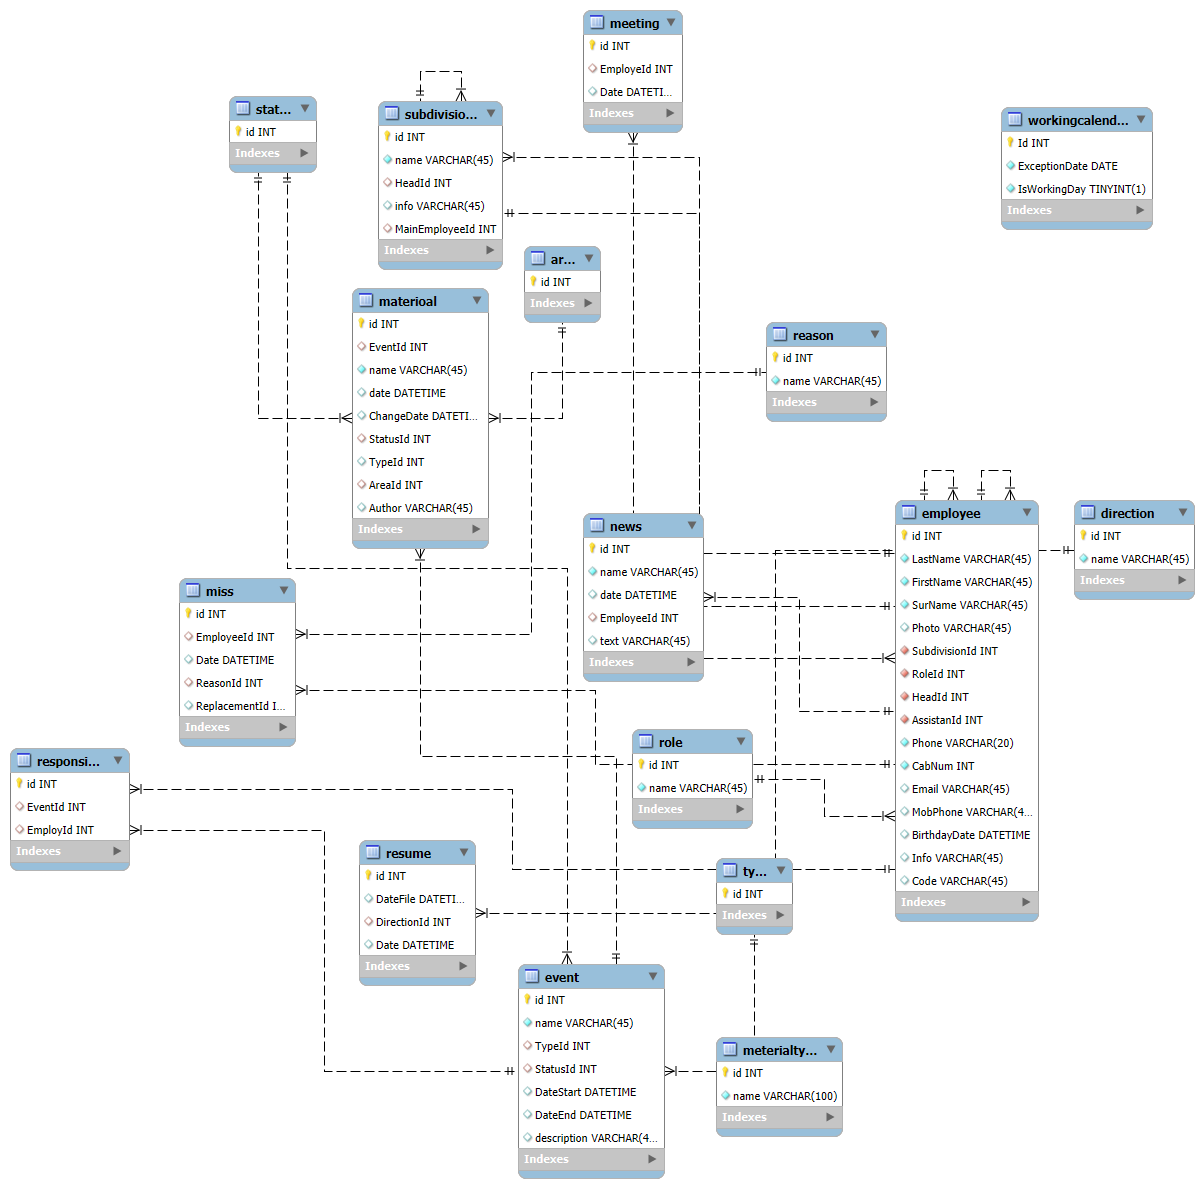 meeting
id INT
EmployeId INT
Date DATETI...
Indexes
stat...
id INT
Indexes
subdivisio...
id INT
name VARCHAR(45)
HeadId INT
info VARCHAR(45)
MainEmployeeId INT
Indexes
workingcalend...
Id INT
ExceptionDate DATE
IsWorkingDay TINYINT(1)
Indexes
ar...
id INT
Indexes
materioal
id INT
EventId INT
name VARCHAR(45)
date DATETIME
ChangeDate DATETI...
StatusId INT
TypeId INT
AreaId INT
Author VARCHAR(45)
Indexes
reason
id INT
name VARCHAR(45)
Indexes
employee
id INT
LastName VARCHAR(45)
FirstName VARCHAR(45)
SurName VARCHAR(45)
Photo VARCHAR(45)
SubdivisionId INT
RoleId INT
HeadId INT
AssistanId INT
Phone VARCHAR(20)
CabNum INT
Email VARCHAR(45)
MobPhone VARCHAR(4...
BirthdayDate DATETIME
Info VARCHAR(45)
Code VARCHAR(45)
Indexes
direction
id INT
name VARCHAR(45)
Indexes
news
id INT
name VARCHAR(45)
date DATETIME
EmployeeId INT
text VARCHAR(45)
Indexes
miss
id INT
EmployeeId INT
Date DATETIME
ReasonId INT
ReplacementId I...
Indexes
role
id INT
name VARCHAR(45)
Indexes
responsi...
id INT
EventId INT
EmployId INT
Indexes
resume
id INT
DateFile DATETI...
DirectionId INT
Date DATETIME
Indexes
ty...
id INT
Indexes
event
id INT
name VARCHAR(45)
TypeId INT
StatusId INT
DateStart DATETIME
DateEnd DATETIME
description VARCHAR(4...
Indexes
meterialty...
id INT
name VARCHAR(100)
Indexes